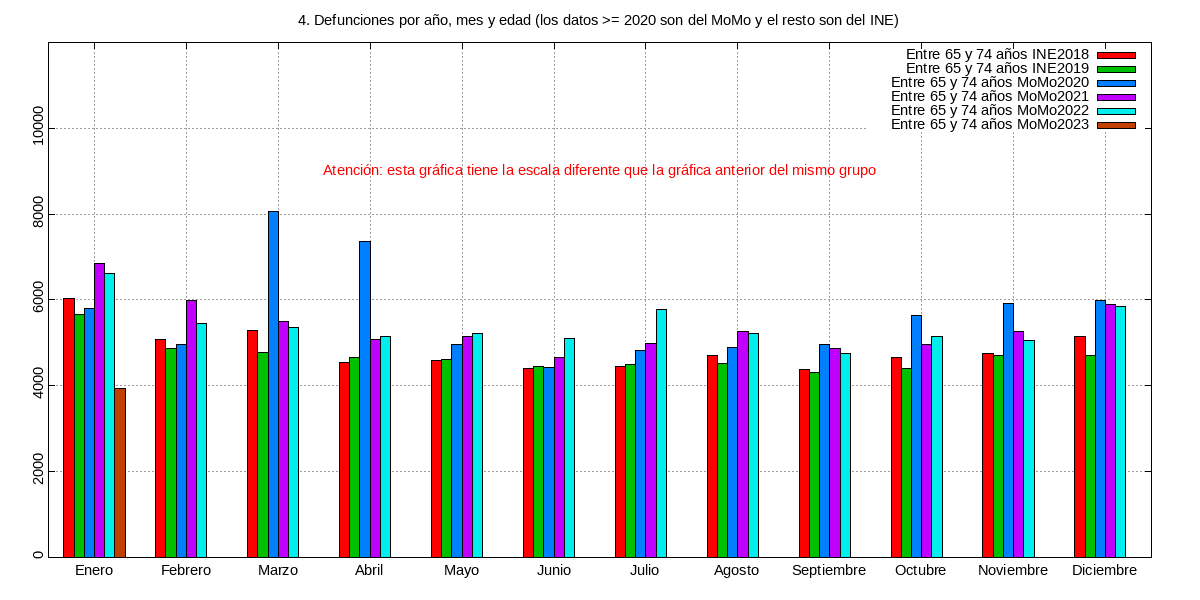 4. Defunciones por año, mes y edad (los datos >= 2020 son del MoMo y el resto son del INE)
Entre 65 y 74 años INE2018
Entre 65 y 74 años INE2019
Entre 65 y 74 años MoMo2020
Entre 65 y 74 años MoMo2021
Entre 65 y 74 años MoMo2022
Entre 65 y 74 años MoMo2023
Atención: esta gráfica tiene la escala diferente que la gráfica anterior del mismo grupo
10000
8000
6000
4000
2000
0
Enero Febrero Marzo Abril Mayo Junio Julio Agosto Septiembre Octubre Noviembre Diciembre